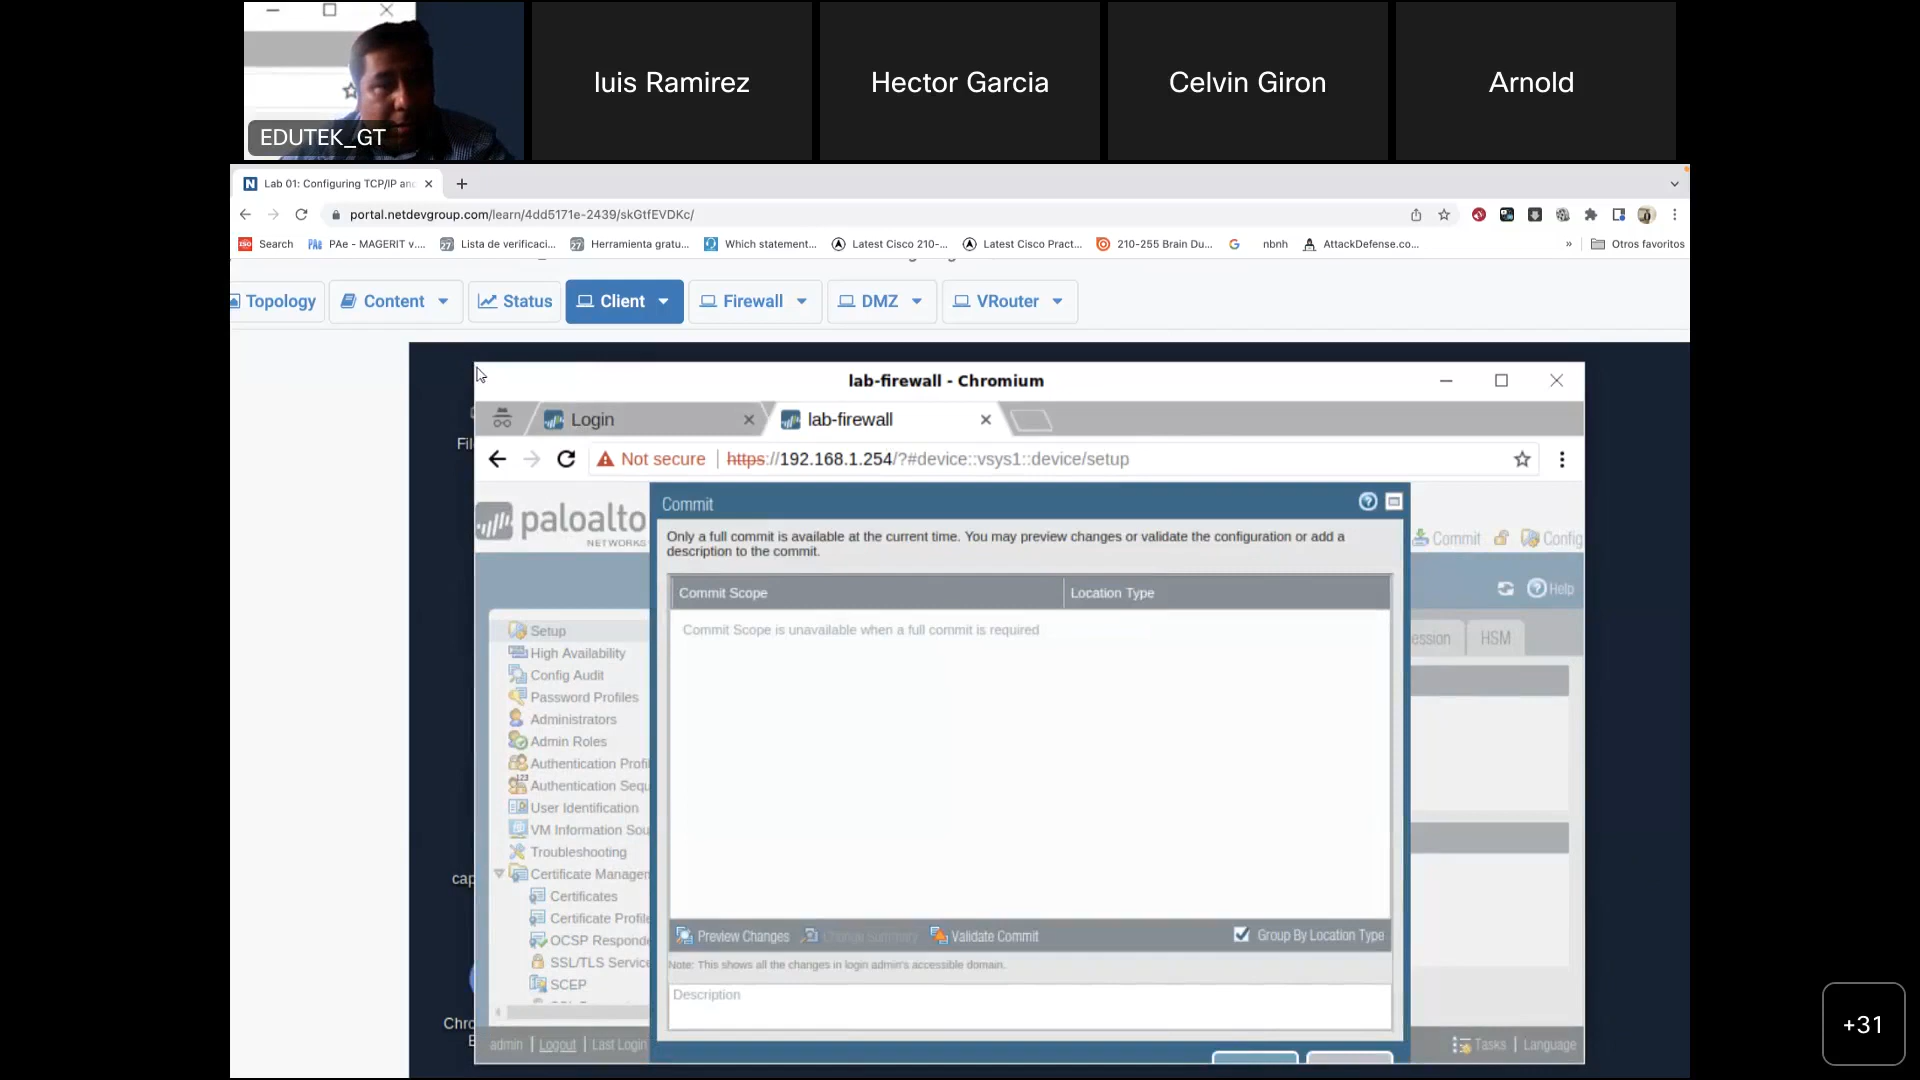 EDUTEK_GT
luis Ramirez
Hector Garcia
Celvin Giron
Arnold
Lab 01: Configuring TCP/IP an
portal.netdevgroup.com/learn/4dd5171e-2439/skGtfEVDKc/
Search
PAe - MAGERIT v....
Lista de verificaci...
Herramienta gratu...
Which statement...
Latest Cisco 210-...
Latest Cisco Pract...
210-255 Brain Du...
nbnh
AttackDefense.co...
»
Otros favoritos
Topology
Content
Status
Client
Firewall
DMZ
VRouter
lab-firewall - Chromium
Login
lab-firewall
Not secure
https://192.168.1.254/?#device::vsys1::device/setup
paloalto
NETWORKS
Commit
Only a full commit is available at the current time. You may preview changes or validate the configuration or add a
description to the commit.
Commit
Config
Help
Commit Scope
Location Type
Commit Scope is unavailable when a full commit is required
ession
HSM
Setup
High Availability
Config Audit
Password Profiles
Administrators
Admin Roles
Authentication Profil
Authentication Sequ
User Identification
VM Information Sou
Troubleshooting
Certificate Managem
Certificates
Certificate Profile
OCSP Responde
SSL/TLS Service
SCEP
Fil
cap
Chro
E
Preview Changes
Change Summary
Validate Commit
Group By Location Type
Note: This shows all the changes in login admin's accessible domain.
Description
admin
Logout
Last Login
Tasks
Language
+31